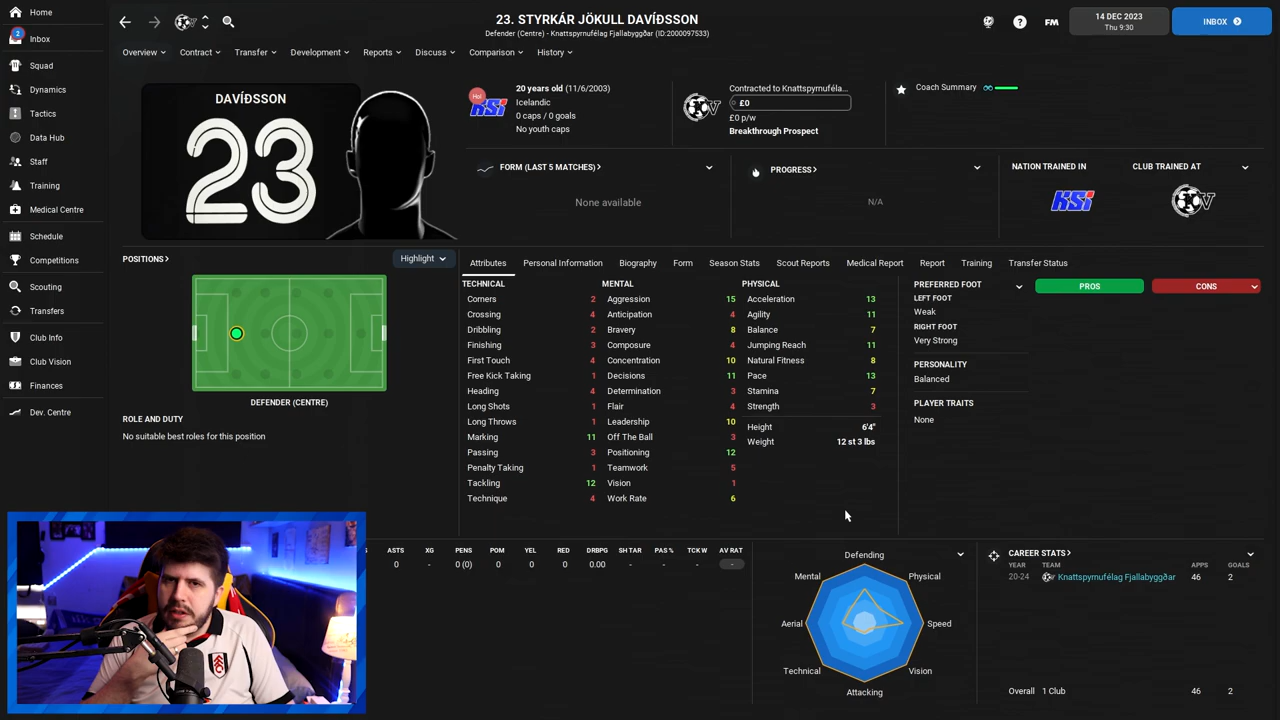 Home
2
Inbox
Squad
Dynamics
Tactics
Data Hub
Staff
Training
Medical Centre
Schedule
Competitions
Scouting
Transfers
Club Info
Club Vision
Finances
Dev. Centre
23. STYRKÁR JÖKULL DAVÍÐSSON
Defender (Centre) - Knattspyrnufélag Fjallabyggðar (ID:2000097533)
?
FM
14 DEC 2023
Thu 9:30
INBOX
Overview Contract Transfer Development Reports Discuss Comparison History
DAVÍÐSSON
23
Hol
KSÍ
20 years old (11/6/2003)
Icelandic
0 caps / 0 goals
No youth caps
Contracted to Knattspyrnuféla...
£0
£0 p/w
Breakthrough Prospect
Coach Summary
FORM (LAST 5 MATCHES)
None available
PROGRESS
N/A
NATION TRAINED IN
KSÍ
CLUB TRAINED AT
POSITIONS
Highlight
DEFENDER (CENTRE)
ROLE AND DUTY
No suitable best roles for this position
Attributes Personal Information Biography Form Season Stats Scout Reports Medical Report Report Training Transfer Status
TECHNICAL
Corners 2
Crossing 4
Dribbling 2
Finishing 3
First Touch 4
Free Kick Taking 1
Heading 4
Long Shots 1
Long Throws 1
Marking 11
Passing 3
Penalty Taking 1
Tackling 12
Technique 4
MENTAL
Aggression 15
Anticipation 4
Bravery 8
Composure 4
Concentration 10
Decisions 11
Determination 3
Flair 4
Leadership 10
Off The Ball 3
Positioning 12
Teamwork 5
Vision 1
Work Rate 6
PHYSICAL
Acceleration 13
Agility 11
Balance 7
Jumping Reach 11
Natural Fitness 8
Pace 13
Stamina 7
Strength 3
Height 6'4"
Weight 12 st 3 lbs
PREFERRED FOOT
LEFT FOOT
Weak
RIGHT FOOT
Very Strong
PERSONALITY
Balanced
PLAYER TRAITS
None
PROS
CONS
ASTS XG PENS POM YEL RED DRBPG SH TAR PAS % TCK W AV RAT
0 - 0 (0) 0 0 0 0.00 - - - -
Defending
Physical
Speed
Vision
Attacking
Technical
Aerial
Mental
CAREER STATS
YEAR TEAM APPS GOALS
20-24 Knattspyrnufélag Fjallabyggðar 46 2
Overall 1 Club 46 2